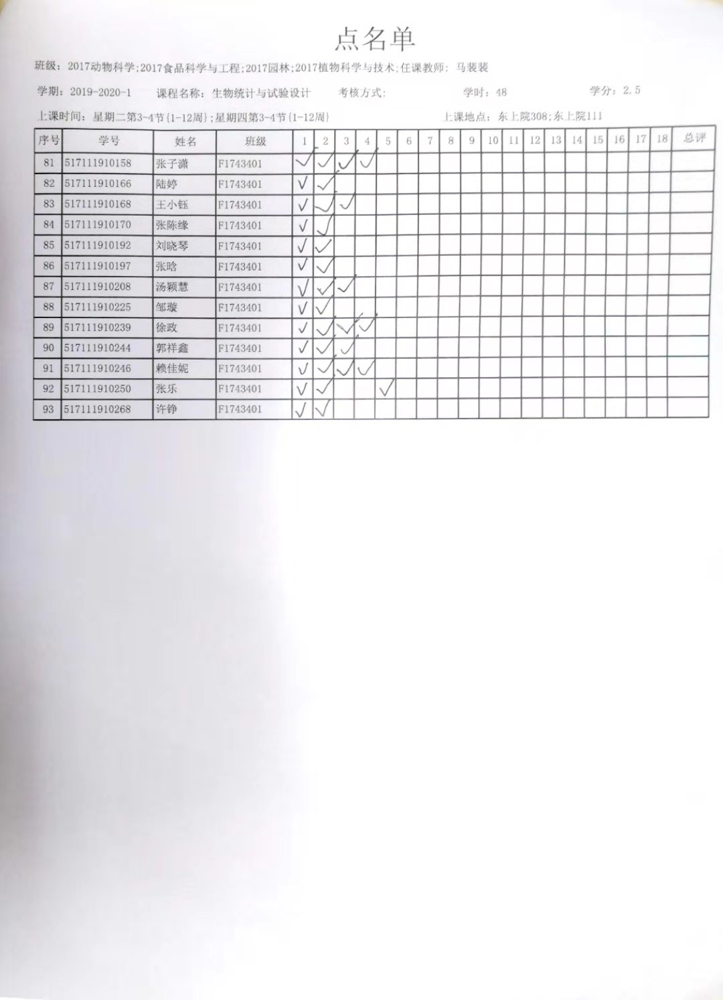 点名单
班级：2017动物科学;2017食品科学与工程;2017园林;2017植物科学与技术;任课教师：马裴裴
学期：2019-2020-1 课程名称：生物统计与试验设计 考核方式： 学时：48 学分：2.5
上课时间：星期二第3-4节{1-12周};星期四第3-4节{1-12周} 上课地点：东上院308;东上院111
序号 学号 姓名 班级 1 2 3 4 5 6 7 8 9 10 11 12 13 14 15 16 17 18 总评
81 517111910158 张子潇 F1743401 ✓ ✓ ✓ ✓
82 517111910166 陆婷 F1743401 ✓ ✓
83 517111910168 王小钰 F1743401 ✓ ✓ ✓
84 517111910170 张陈缘 F1743401 ✓ ✓
85 517111910192 刘晓琴 F1743401 ✓ ✓
86 517111910197 张晗 F1743401 ✓ ✓
87 517111910208 汤颖慧 F1743401 ✓ ✓ ✓
88 517111910225 邹璇 F1743401 ✓ ✓
89 517111910239 徐政 F1743401 ✓ ✓ ✓ ✓
90 517111910244 郭祥鑫 F1743401 ✓ ✓ ✓
91 517111910246 赖佳妮 F1743401 ✓ ✓ ✓ ✓
92 517111910250 张乐 F1743401 ✓ ✓ ✓
93 517111910268 许铮 F1743401 ✓ ✓